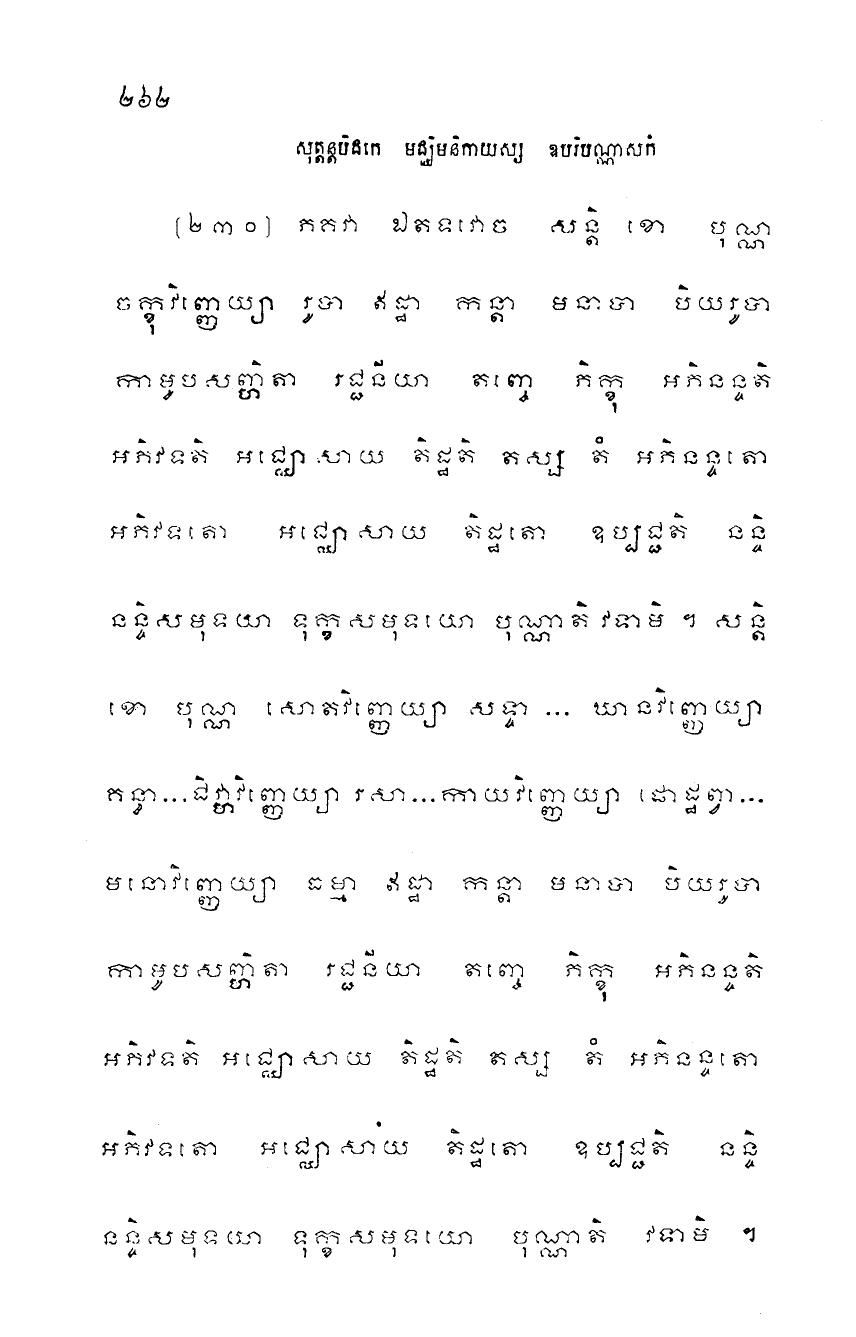 ២៦២
សុត្តន្តបិដកេ មជ្ឈិមនិកាយស្ស ឧបរិបណ្ណាសកំ
(២៣០) ភគវា ឯតទវោច សន្តិ ខោ បុណ្ណ
ចក្ខុវិញ្ញេយ្យា រូបា ឥដ្ឋា កន្តា មនាបា បិយរូបា
កាមូបសញ្ហិតា រជ្ជនីយា តញ្ចេ ភិក្ខុ អភិនន្ទតិ
អភិវទតិ អជ្ឈោសាយ តិដ្ឋតិ តស្ស តំ អភិនន្ទតោ
អភិវទតោ អជ្ឈោសាយ តិដ្ឋតោ ឧប្បជ្ជតិ នន្ទិ
នន្ទិសមុទយា ទុក្ខសមុទយោ បុណ្ណាតិ វទាមិ ។ សន្តិ
ខោ បុណ្ណ សោតវិញ្ញេយ្យា សទ្ទា ... ឃានវិញ្ញេយ្យា
គន្ធា...ជិវ្ហាវិញ្ញេយ្យា រសា...កាយវិញ្ញេយ្យា ផោដ្ឋព្វា...
មនោវិញ្ញេយ្យា ធម្មា ឥដ្ឋា កន្តា មនាបា បិយរូបា
កាមូបសញ្ហិតា រជ្ជនីយា តញ្ចេ ភិក្ខុ អភិនន្ទតិ
អភិវទតិ អជ្ឈោសាយ តិដ្ឋតិ តស្ស តំ អភិនន្ទតោ
អភិវទតោ អជ្ឈោសាយ តិដ្ឋតោ ឧប្បជ្ជតិ នន្ទិ
នន្ទិសមុទយា ទុក្ខសមុទយោ បុណ្ណាតិ វទាមិ ។